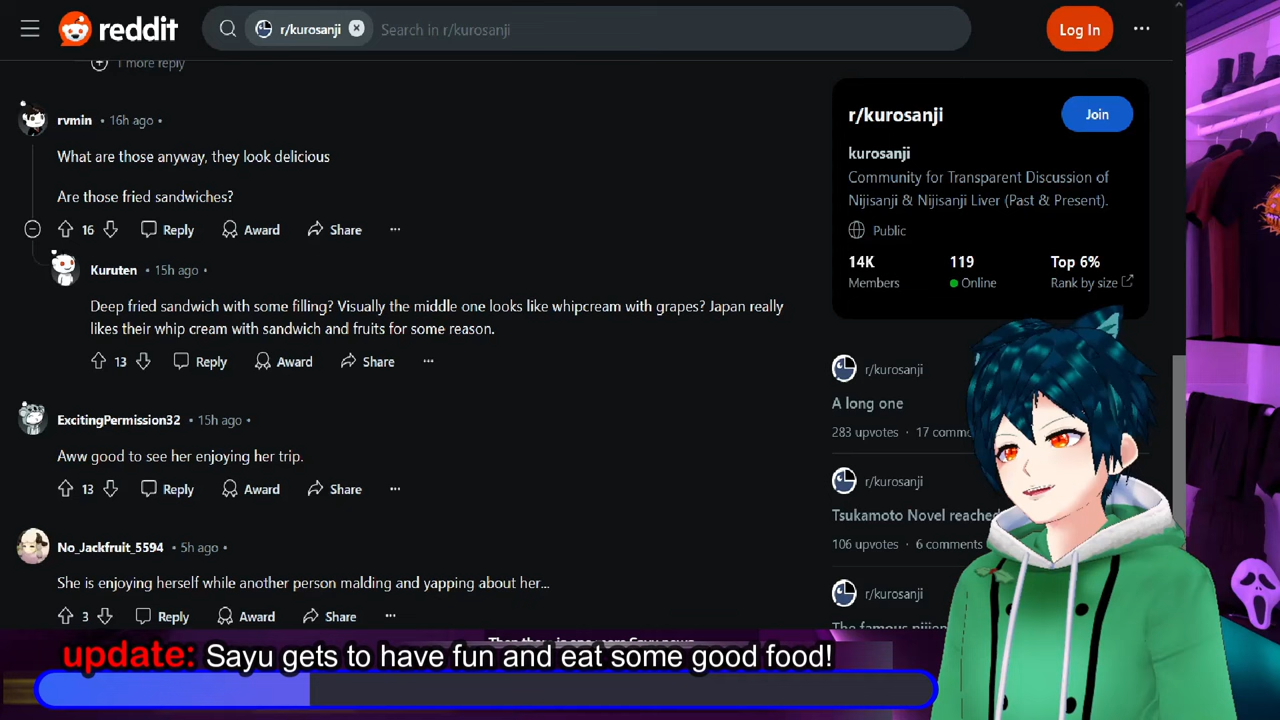 reddit
r/kurosanji
Search in r/kurosanji
Log In
1 more reply
rvmin • 16h ago •
What are those anyway, they look delicious
Are those fried sandwiches?
16 Reply Award Share
Kuruten • 15h ago •
Deep fried sandwich with some filling? Visually the middle one looks like whipcream with grapes? Japan really
likes their whip cream with sandwich and fruits for some reason.
13 Reply Award Share
ExcitingPermission32 • 15h ago •
Aww good to see her enjoying her trip.
13 Reply Award Share
No_Jackfruit_5594 • 5h ago •
She is enjoying herself while another person malding and yapping about her...
3 Reply Award Share
r/kurosanji
Join
kurosanji
Community for Transparent Discussion of
Nijisanji & Nijisanji Liver (Past & Present).
Public
14K 119 Top 6%
Members Online Rank by size
r/kurosanji
A long one
283 upvotes • 17 comme
r/kurosanji
Tsukamoto Novel reached
106 upvotes • 6 comments
r/kurosanji
The famous
update: Sayu gets to have fun and eat some good food!